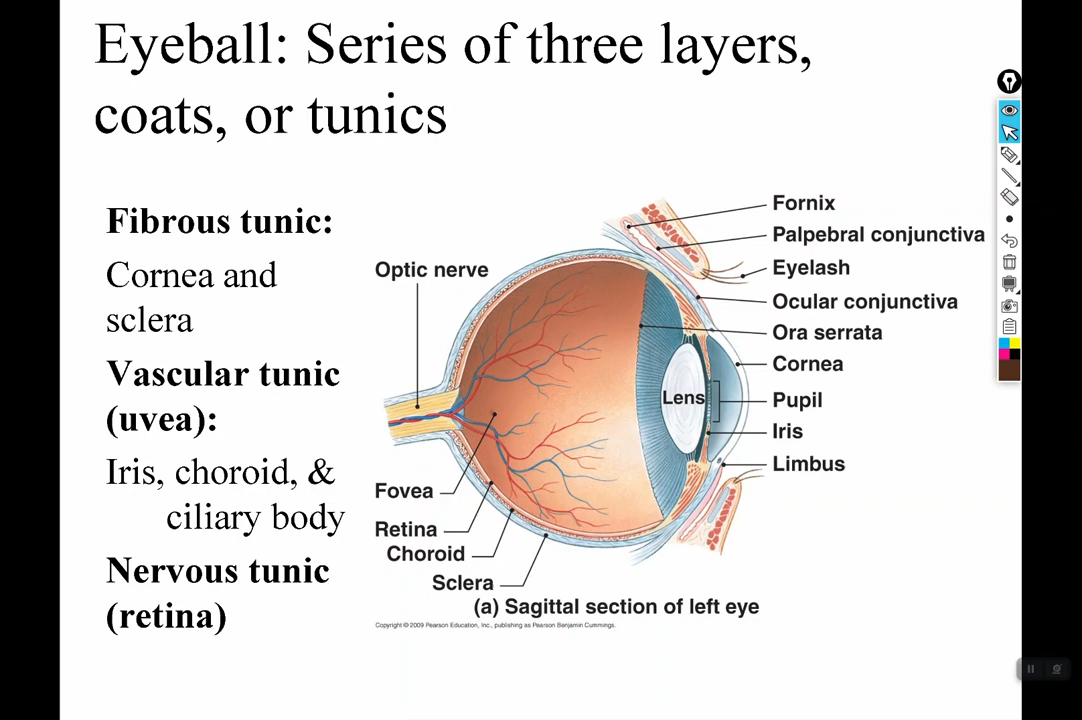 Eyeball: Series of three layers,
coats, or tunics
Fibrous tunic:
Cornea and
sclera
Vascular tunic
(uvea):
Iris, choroid, &
ciliary body
Nervous tunic
(retina)
Optic nerve
Fovea
Retina
Choroid
Sclera
Lens
Fornix
Palpebral conjunctiva
Eyelash
Ocular conjunctiva
Ora serrata
Cornea
Pupil
Iris
Limbus
(a) Sagittal section of left eye
Copyright © 2009 Pearson Education, Inc., publishing as Pearson Benjamin Cummings.